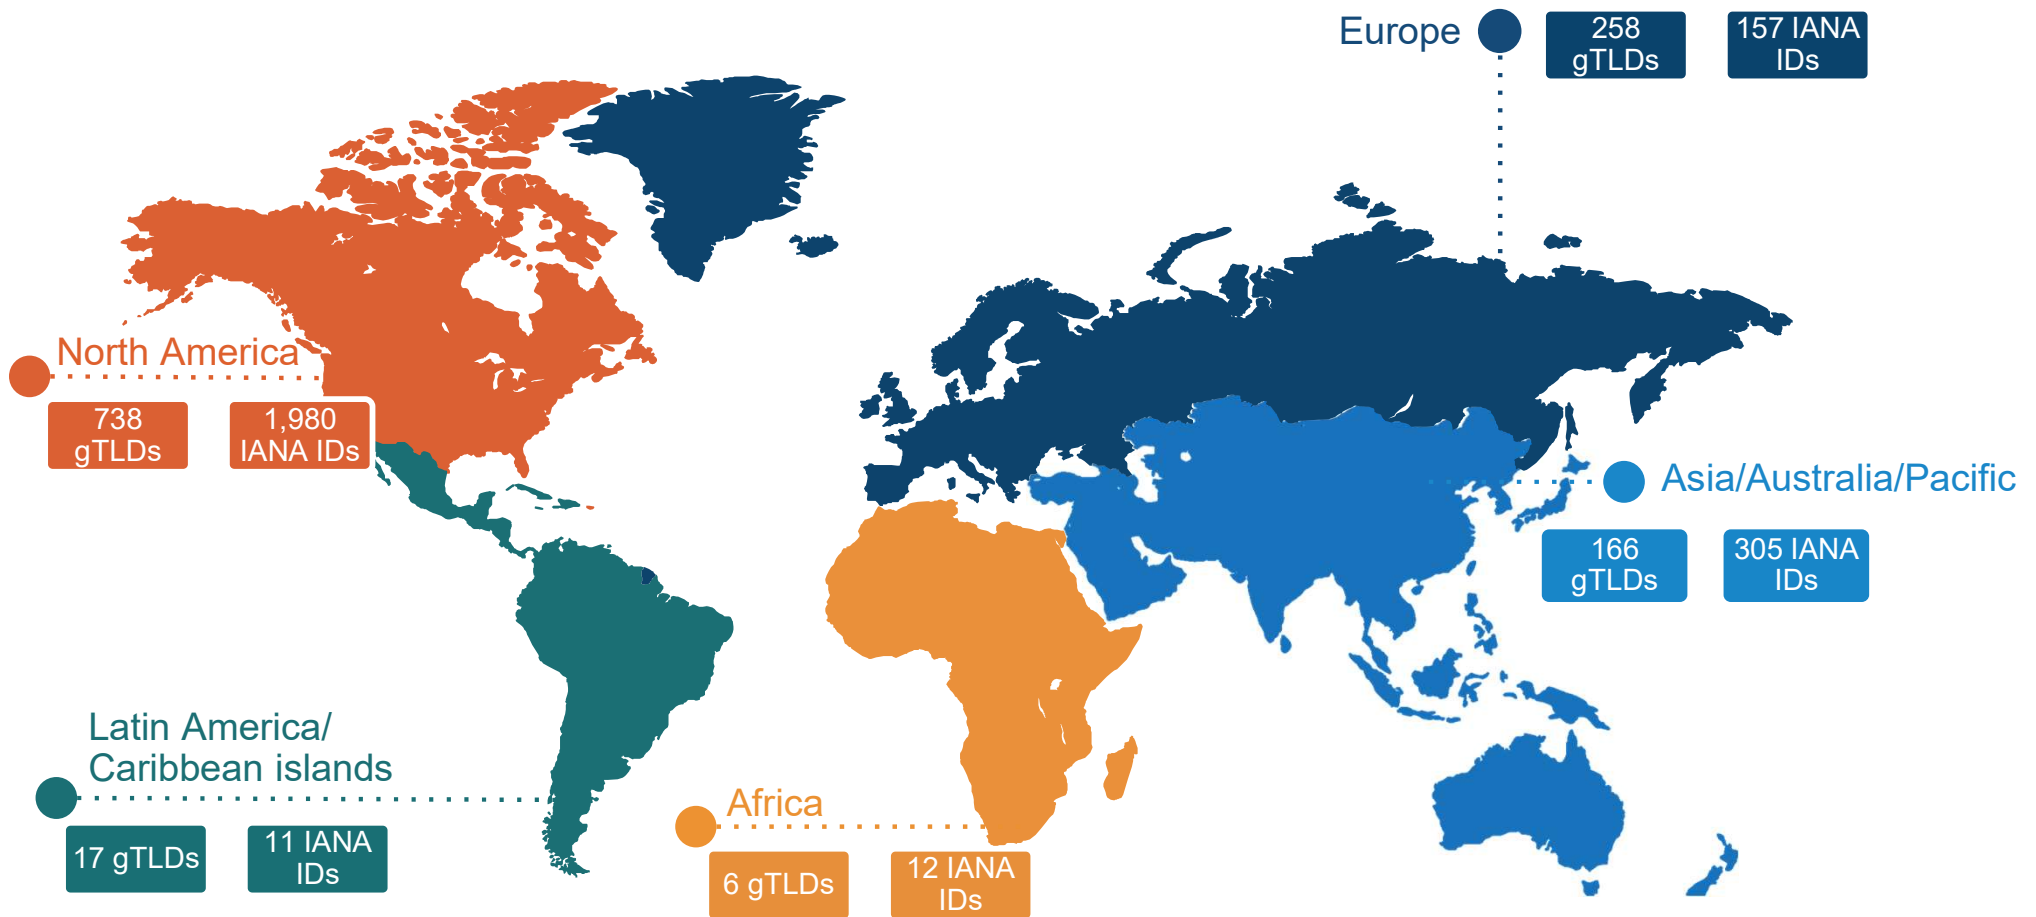 Europe
258
gTLDs
157 IANA
IDs
North America
738
gTLDs
1,980
IANA IDs
Asia/Australia/Pacific
166
gTLDs
305 IANA
IDs
Latin America/
Caribbean islands
17 gTLDs
11 IANA
IDs
Africa
6 gTLDs
12 IANA
IDs